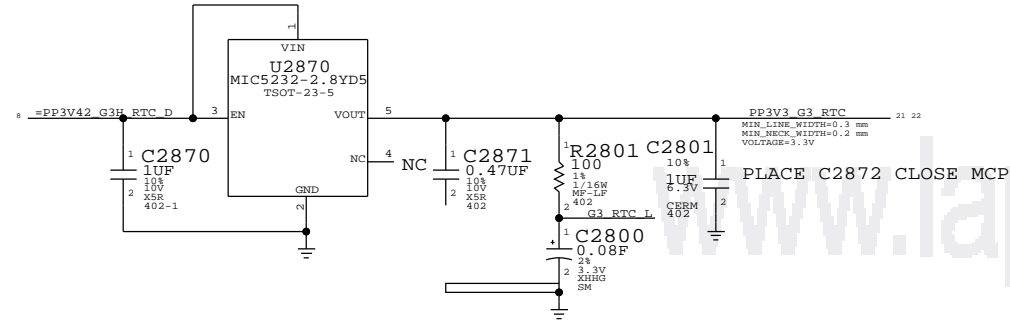 1
VIN
U2870
MIC5232-2.8YD5
TSOT-23-5
8
=PP3V42_G3H_RTC_D
3
EN
VOUT
5
PP3V3_G3_RTC
21 22
MIN_LINE_WIDTH=0.3 mm
MIN_NECK_WIDTH=0.2 mm
VOLTAGE=3.3V
1
C2870
1UF
10%
10V
X5R
402-1
2
NC
4
NC
GND
2
1
C2871
0.47UF
10%
10V
X5R
402
2
1
R2801
100
1%
1/16W
MF-LF
402
2
C2801
10%
1UF
6.3V
CERM
402
1
2
PLACE C2872 CLOSE MCP
G3_RTC_L
1
C2800
0.08F
2%
3.3V
XHHG
SM
2
www.lap